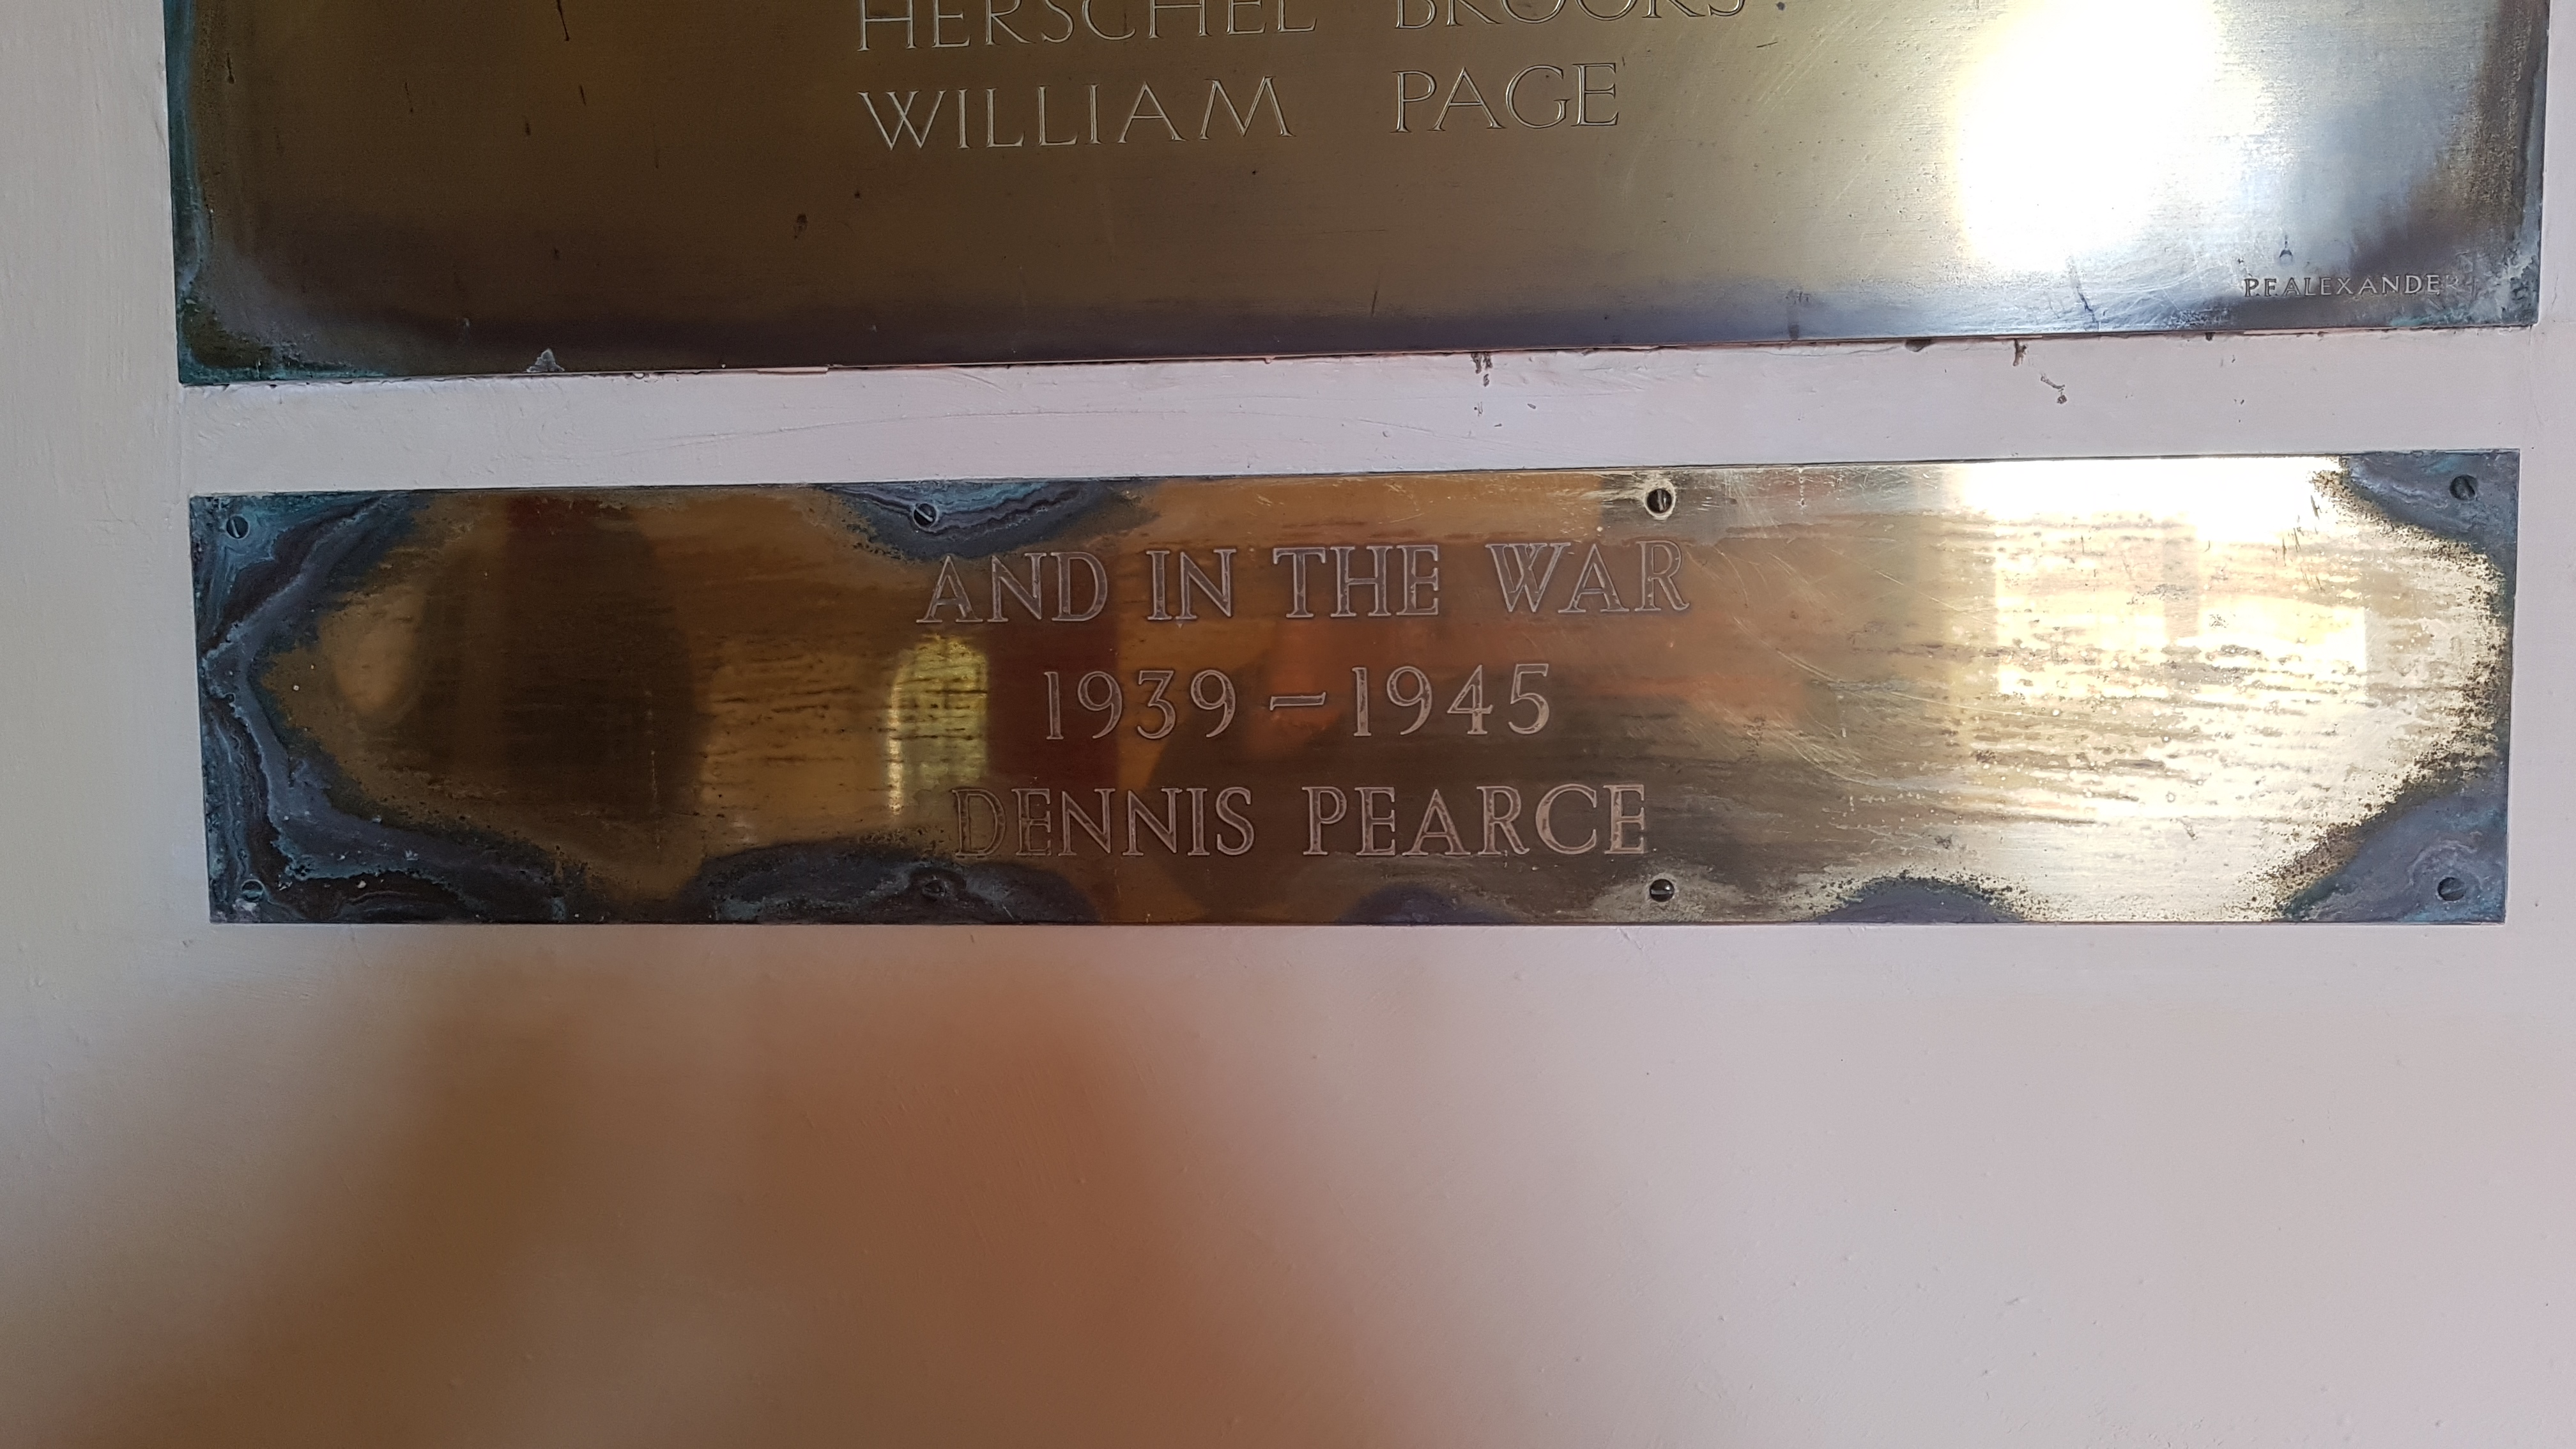 HERSCHEL BROOKS
WILLIAM PAGE
P.F.ALEXANDER
AND IN THE WAR
1939 – 1945
DENNIS PEARCE